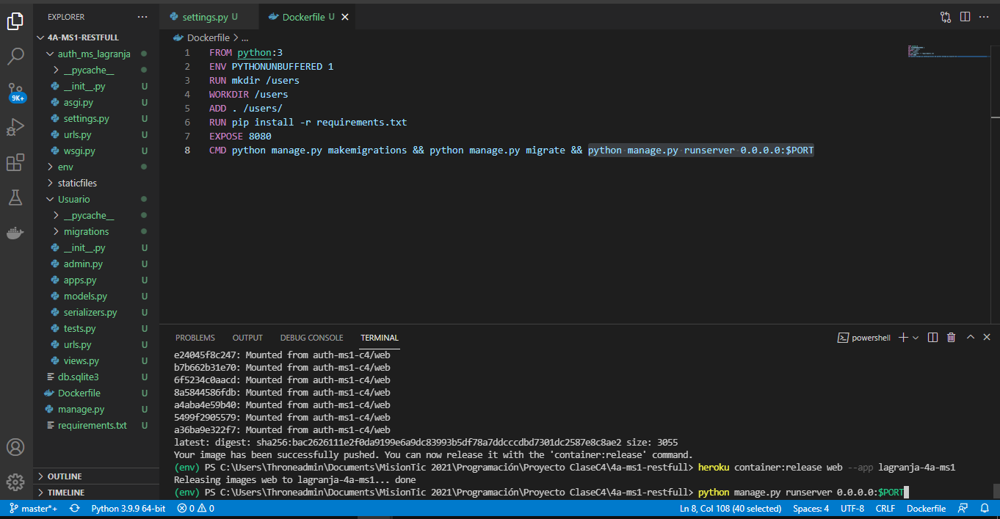 EXPLORER
4A-MS1-RESTFULL
auth_ms_lagranja
__pycache__
__init__.py U
asgi.py U
settings.py U
urls.py U
wsgi.py U
env
staticfiles
Usuario
__pycache__
migrations
__init__.py U
admin.py U
apps.py U
models.py U
serializers.py U
tests.py U
urls.py U
views.py U
db.sqlite3 U
Dockerfile U
manage.py U
requirements.txt U
OUTLINE
TIMELINE
9K+
settings.py U
Dockerfile U
Dockerfile > ...
1 FROM python:3
2 ENV PYTHONUNBUFFERED 1
3 RUN mkdir /users
4 WORKDIR /users
5 ADD . /users/
6 RUN pip install -r requirements.txt
7 EXPOSE 8080
8 CMD python manage.py makemigrations && python manage.py migrate && python manage.py runserver 0.0.0.0:$PORT
PROBLEMS OUTPUT DEBUG CONSOLE TERMINAL
powershell
e24045f8c247: Mounted from auth-ms1-c4/web
b7b662b31e70: Mounted from auth-ms1-c4/web
6f5234c0aacd: Mounted from auth-ms1-c4/web
8a5844586fdb: Mounted from auth-ms1-c4/web
a4aba4e59b40: Mounted from auth-ms1-c4/web
5499f2905579: Mounted from auth-ms1-c4/web
a36ba9e322f7: Mounted from auth-ms1-c4/web
latest: digest: sha256:bac2626111e2f0da9199e6a9dc83993b5df78a7ddcccdbd7301dc2587e8c8ae2 size: 3055
Your image has been successfully pushed. You can now release it with the 'container:release' command.
(env) PS C:\Users\Throneadmin\Documents\MisionTic 2021\Programación\Proyecto ClaseC4\4a-ms1-restfull> heroku container:release web --app lagranja-4a-ms1
Releasing images web to lagranja-4a-ms1... done
(env) PS C:\Users\Throneadmin\Documents\MisionTic 2021\Programación\Proyecto ClaseC4\4a-ms1-restfull> python manage.py runserver 0.0.0.0:$PORT
master*+ Python 3.9.9 64-bit 0 0 Ln 8, Col 108 (40 selected) Spaces: 4 UTF-8 CRLF Dockerfile